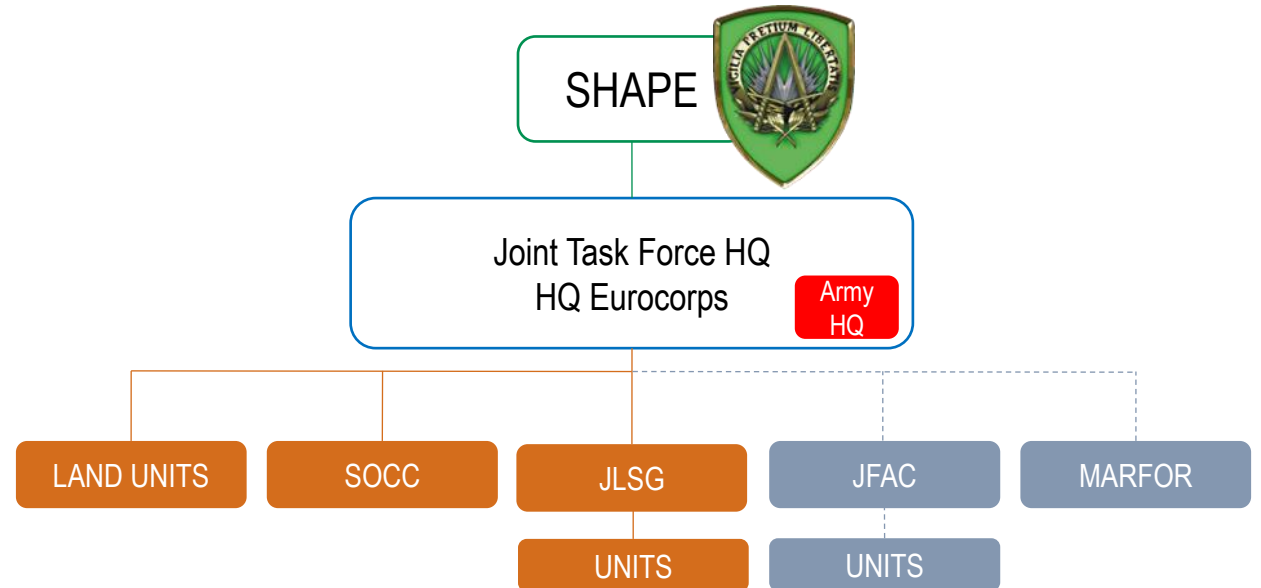 VIGILIA PRETIUM LIBERTATIS
SHAPE
Joint Task Force HQ
HQ Eurocorps
Army
HQ
LAND UNITS
SOCC
JLSG
JFAC
MARFOR
UNITS
UNITS